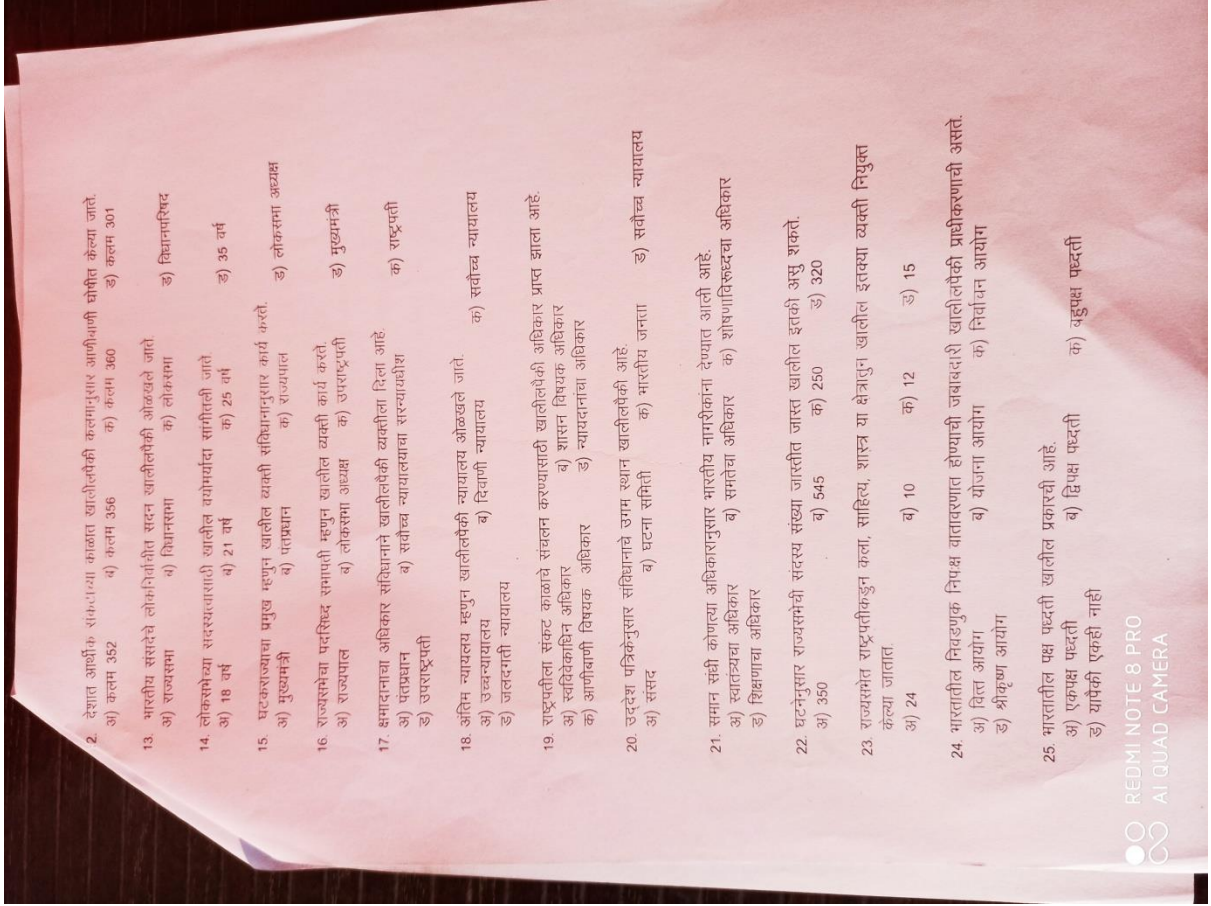 2. देशात आर्थीक संकटाच्या काळात खालीलपैकी कलमानुसार आणीबाणी घोषीत केल्या जाते.
अ) कलम 352 ब) कलम 356 क) कलम 360 ड) कलम 301
13. भारतीय संसदेचे लोकनिर्वाचीत सदन खालीलपैकी ओळखले जाते
अ) राज्यसभा ब) विधानसभा क) लोकसभा ड) विधानपरिषद
14. लोकसभेच्या सदस्यत्वासाठी खालील वयोमर्यादा सांगीतली जाते.
अ) 18 वर्ष ब) 21 वर्ष क) 25 वर्ष ड) 35 वर्ष
15. घटकराज्याचा प्रमुख म्हणुन खालील व्यक्ती संविधानानुसार कार्य करते.
अ) मुख्यमंत्री ब) पंतप्रधान क) राज्यपाल ड) लोकसभा अध्यक्ष
16. राज्यसभेचा पदसिध्द सभापती म्हणुन खालील व्यक्ती कार्य करते.
अ) राज्यपाल ब) लोकसभा अध्यक्ष क) उपराष्ट्रपती ड) मुख्यमंत्री
17. क्षमादानाचा अधिकार संविधानाने खालीलपैकी व्यक्तीला दिला आहे.
अ) पंतप्रधान ब) सर्वोच्च न्यायालयाचा सरन्यायधीश क) राष्ट्रपती
ड) उपराष्ट्रपती
18. अंतिम न्यायालय म्हणुन खालीलपैकी न्यायालय ओळखले जाते.
अ) उच्चन्यायालय ब) दिवाणी न्यायालय क) सर्वोच्च न्यायालय
ड) जलदगती न्यायालय
19. राष्ट्रपतीला संकट काळाचे संचलन करण्यासाठी खालीलपैकी अधिकार प्राप्त झाला आहे.
अ) स्वविवेकाधिन अधिकार ब) शासन विषयक अधिकार
क) आणीबाणी विषयक अधिकार ड) न्यायदानांचा अधिकार
20. उद्देश पत्रिकेनुसार संविधानाचे उगम स्थान खालीलपैकी आहे.
अ) संसद ब) घटना समिती क) भारतीय जनता ड) सर्वोच्च न्यायालय
21. समान संधी कोणत्या अधिकारानुसार भारतीय नागरीकांना देण्यात आली आहे.
अ) स्वातंत्र्याचा अधिकार ब) समतेचा अधिकार क) शोषणाविरूध्दचा अधिकार
ड) शिक्षणाचा अधिकार
22. घटनेनुसार राज्यसभेची सदस्य संख्या जास्तीत जास्त खालील इतकी असु शकते.
अ) 350 ब) 545 क) 250 ड) 320
23. राज्यसभेत राष्ट्रपतीकडुन कला, साहित्य, शास्त्र या क्षेत्रातुन खालील इतक्या व्यक्ती नियुक्त
केल्या जातात.
अ) 24 ब) 10 क) 12 ड) 15
24. भारतातील निवडणुक निपक्ष वातावरणात होण्याची जबाबदारी खालीलपैकी प्राधीकरणाची असते.
अ) वित्त आयोग ब) योजना आयोग क) निर्वाचन आयोग
ड) श्रीकृष्ण आयोग
25. भारतातील पक्ष पध्दती खालील प्रकारची आहे.
अ) एकपक्ष पध्दती ब) द्विपक्ष पध्दती क) बहुपक्ष पध्दती
ड) यापैकी एकही नाही
REDMI NOTE 8 PRO
AI QUAD CAMERA